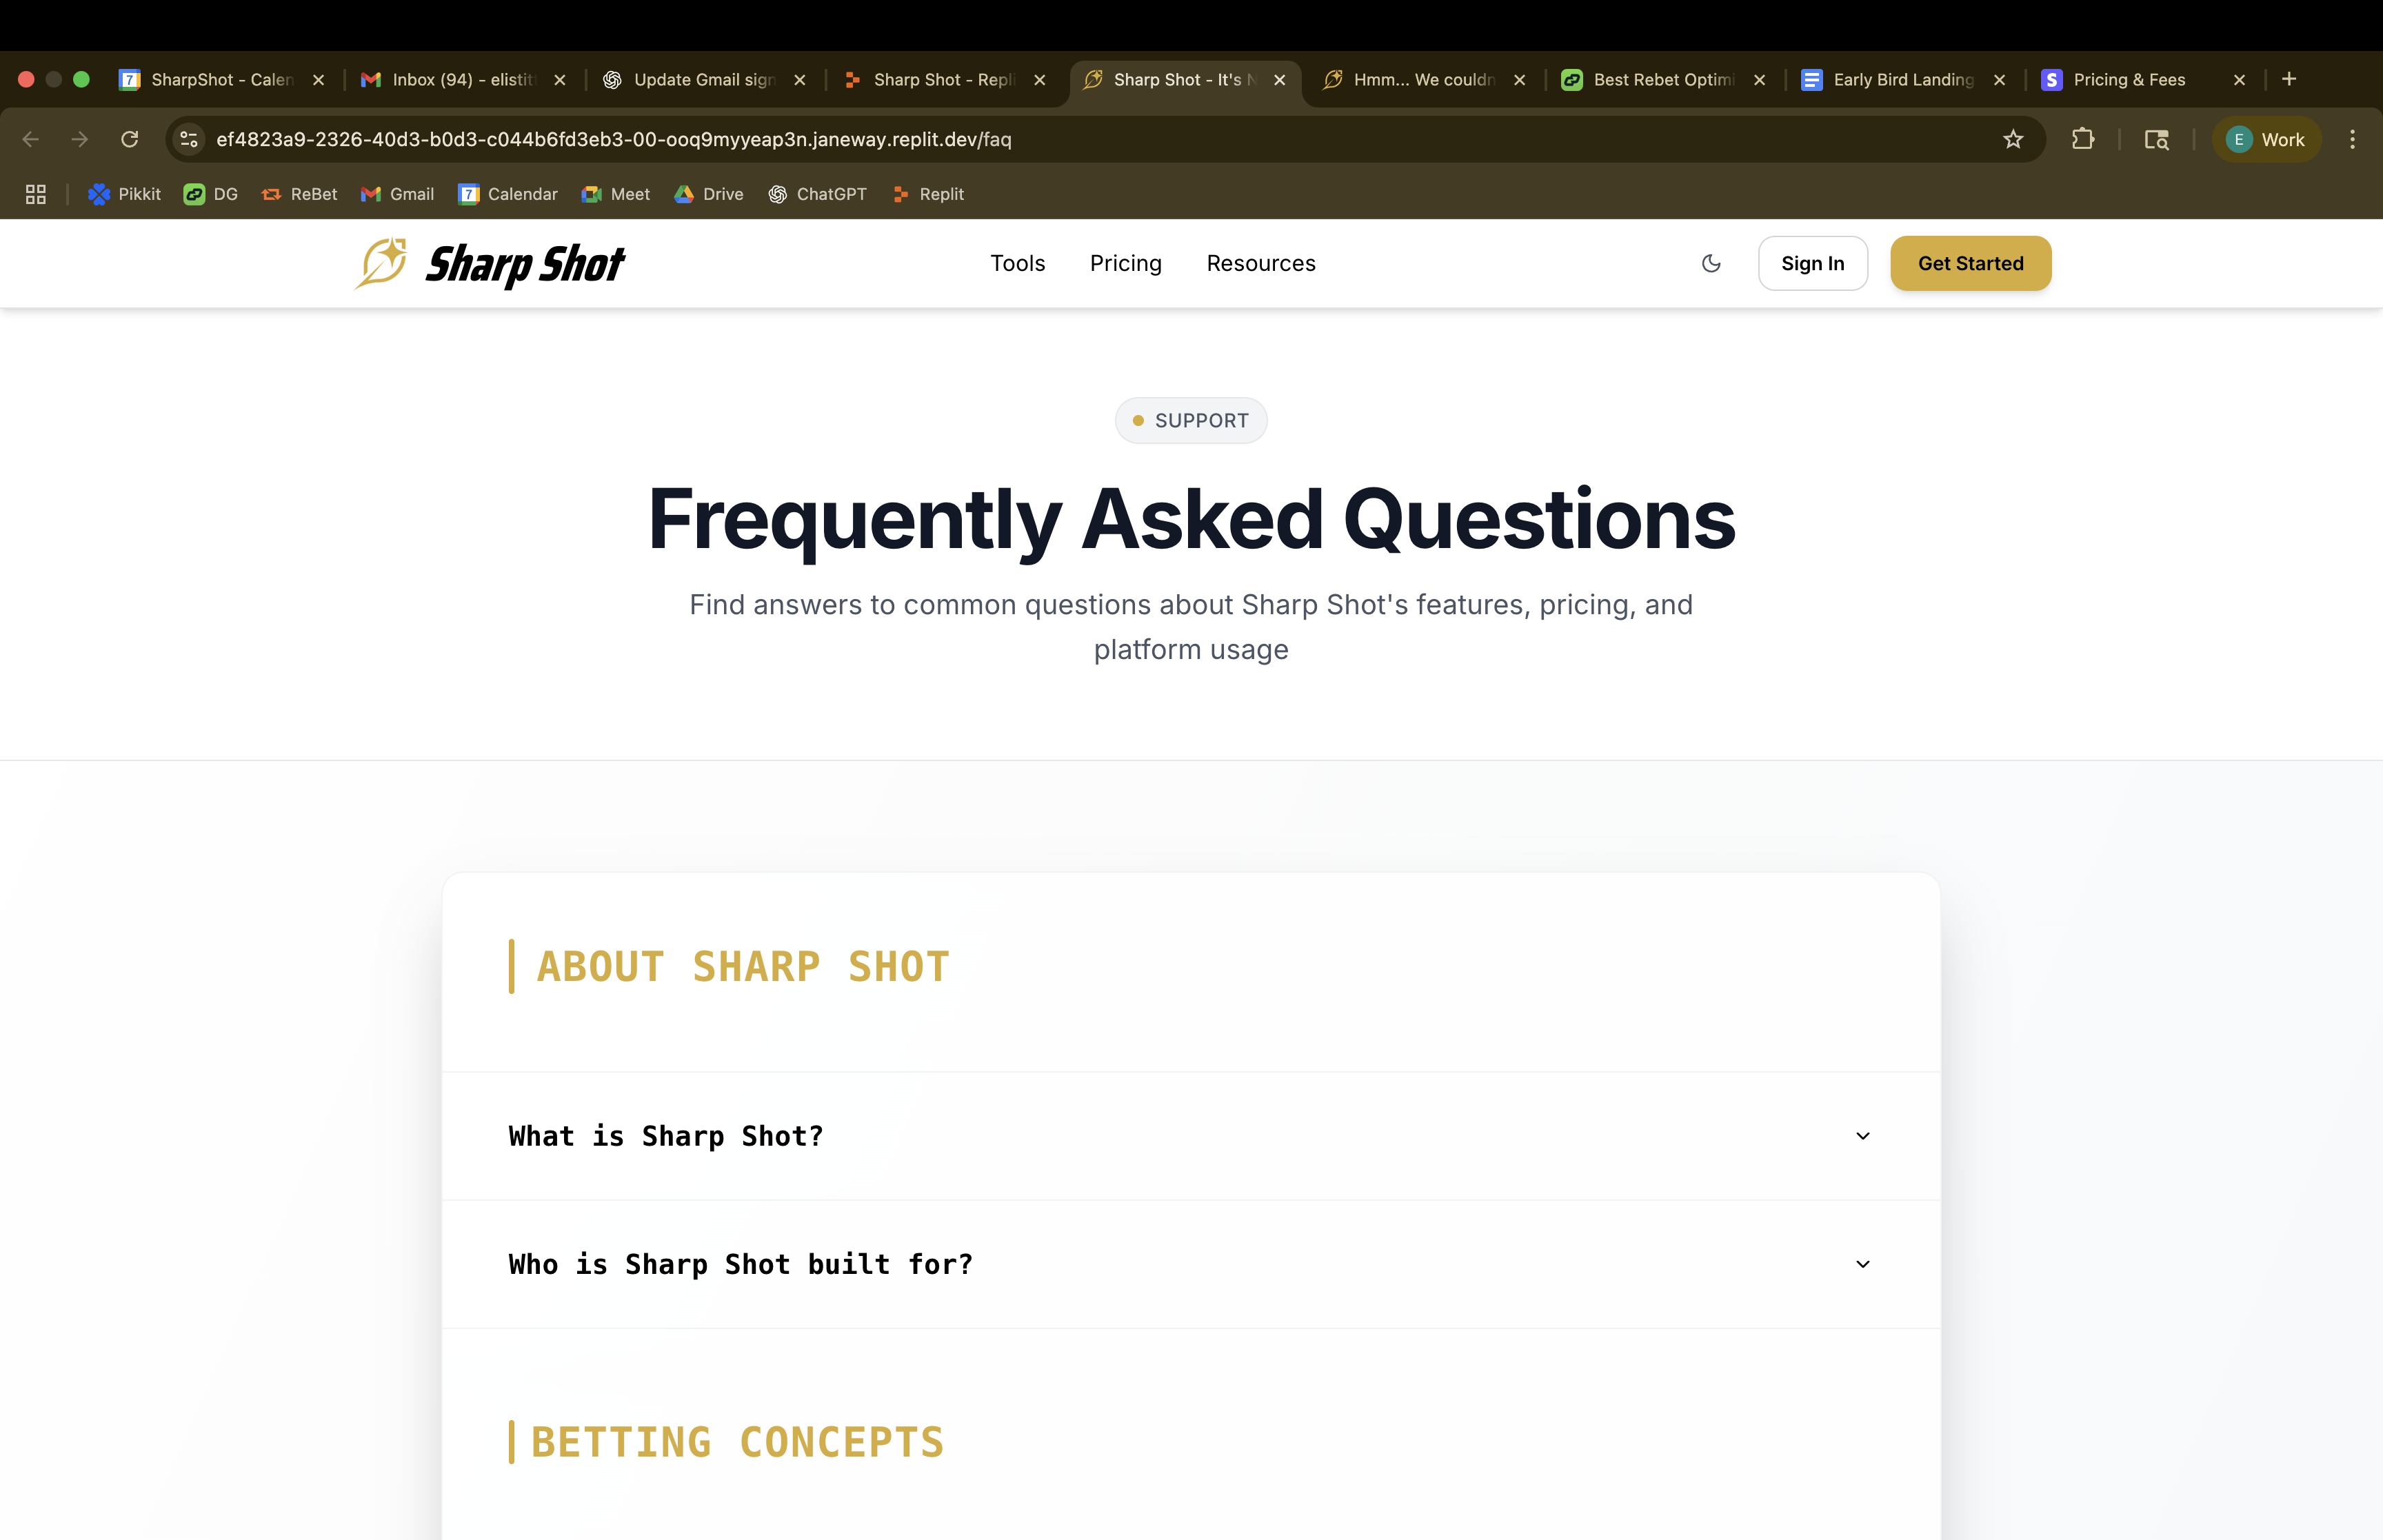 7 SharpShot - Calen
Inbox (94) - elistit
Update Gmail sign
Sharp Shot - Repli
Sharp Shot - It's N
Hmm... We couldn
Best Rebet Optimi
Early Bird Landing
S Pricing & Fees
ef4823a9-2326-40d3-b0d3-c044b6fd3eb3-00-ooq9myyeap3n.janeway.replit.dev/faq
E Work
Pikkit
DG
ReBet
Gmail
7 Calendar
Meet
Drive
ChatGPT
Replit
Sharp Shot
Tools
Pricing
Resources
Sign In
Get Started
SUPPORT
Frequently Asked Questions
Find answers to common questions about Sharp Shot's features, pricing, and
platform usage
ABOUT SHARP SHOT
What is Sharp Shot?
Who is Sharp Shot built for?
BETTING CONCEPTS